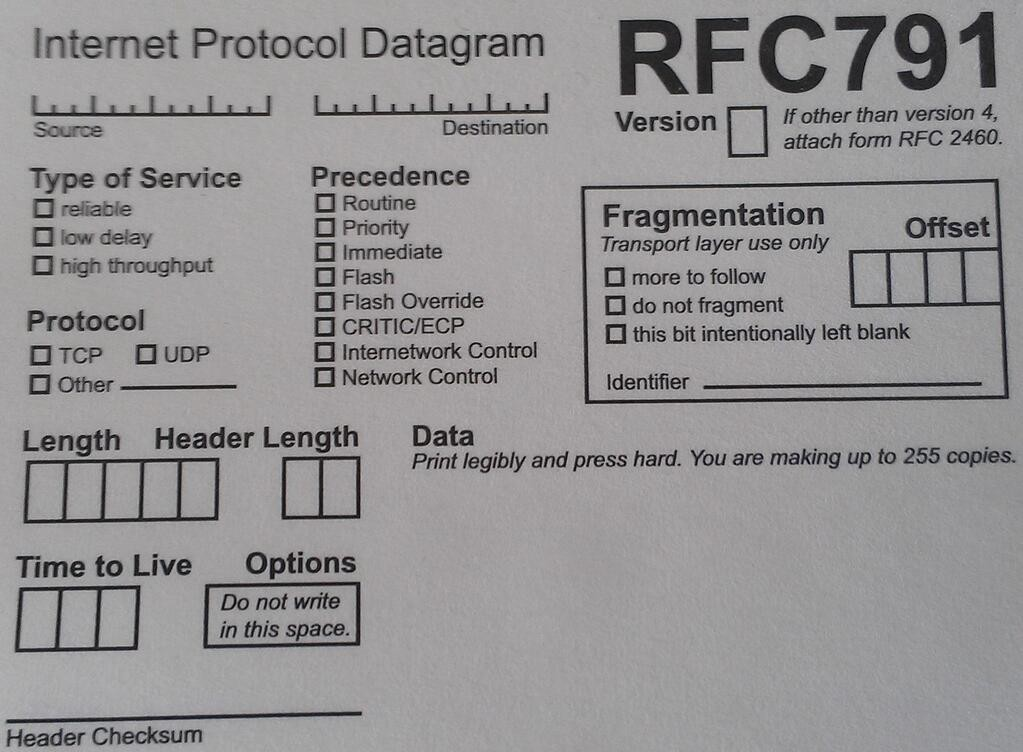 Internet Protocol Datagram
RFC791
Source
Destination
Version
If other than version 4,
attach form RFC 2460.
Type of Service
reliable
low delay
high throughput
Precedence
Routine
Priority
Immediate
Flash
Flash Override
CRITIC/ECP
Internetwork Control
Network Control
Fragmentation
Transport layer use only
Offset
more to follow
do not fragment
this bit intentionally left blank
Identifier
Protocol
TCP UDP
Other
Length Header Length
Data
Print legibly and press hard. You are making up to 255 copies.
Time to Live Options
Do not write
in this space.
Header Checksum